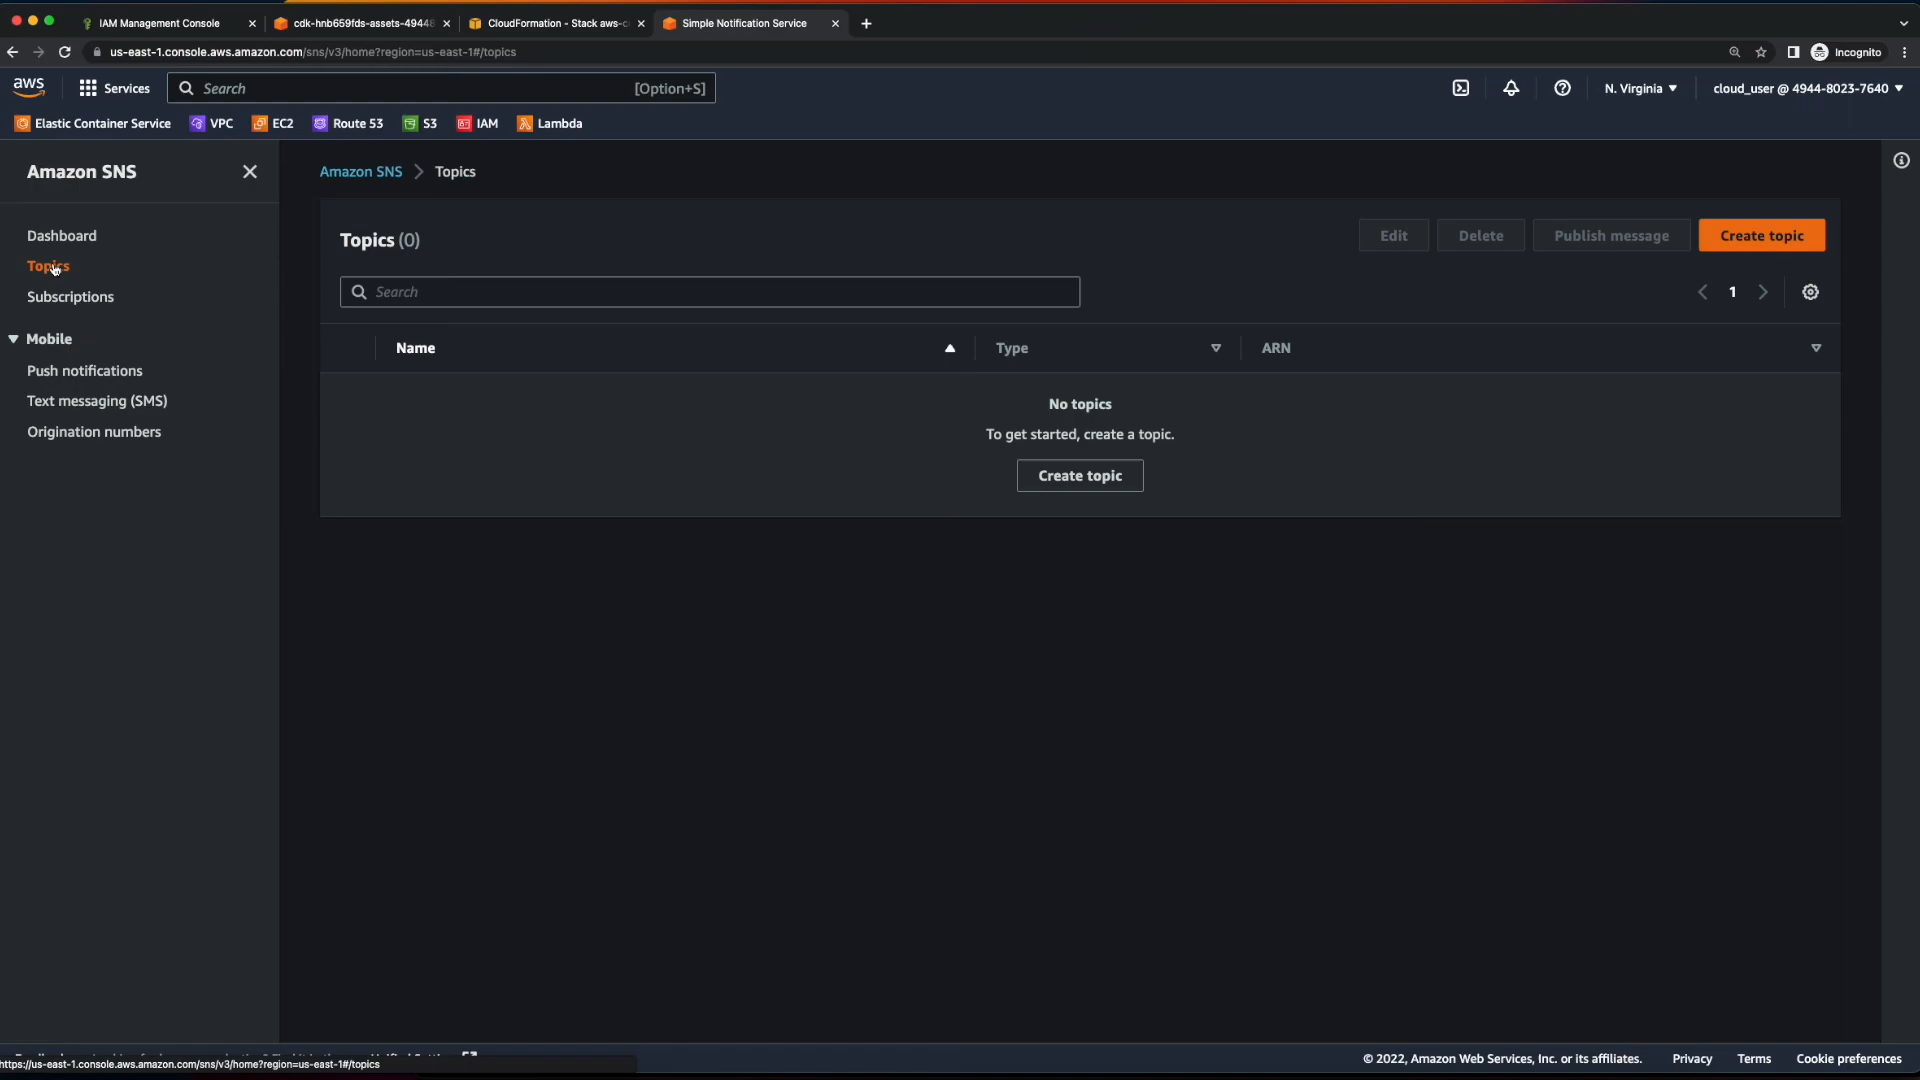 IAM Management Console
cdk-hnb659fds-assets-49448
CloudFormation - Stack aws-c
Simple Notification Service
us-east-1.console.aws.amazon.com/sns/v3/home?region=us-east-1#/topics
Incognito
aws
Services
Search
[Option+S]
N. Virginia
cloud_user @ 4944-8023-7640
Elastic Container Service
VPC
EC2
Route 53
S3
IAM
Lambda
Amazon SNS
Amazon SNS > Topics
Dashboard
Topics
Subscriptions
Mobile
Push notifications
Text messaging (SMS)
Origination numbers
Topics (0)
Edit
Delete
Publish message
Create topic
Search
1
Name
Type
ARN
No topics
To get started, create a topic.
Create topic
https://us-east-1.console.aws.amazon.com/sns/v3/home?region=us-east-1#/topics
© 2022, Amazon Web Services, Inc. or its affiliates.
Privacy
Terms
Cookie preferences